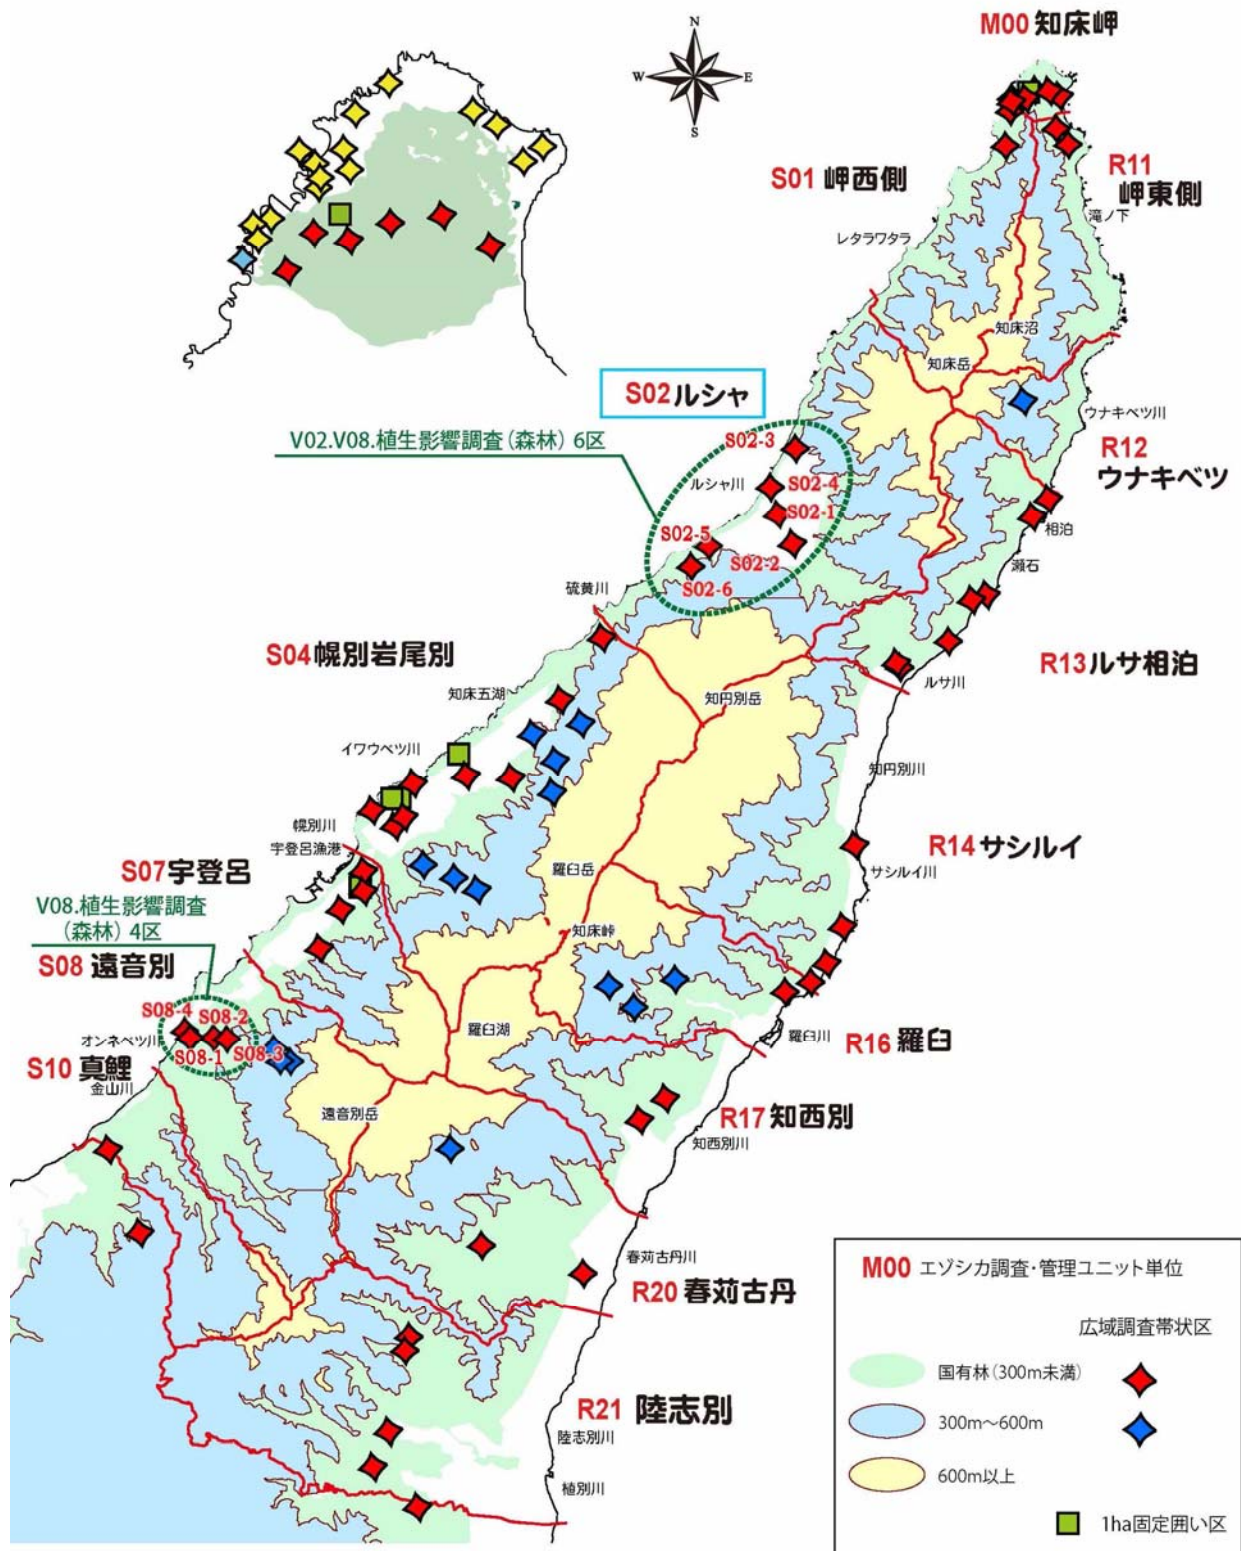 M00 知床岬
N
W
E
S
S01 岬西側
R11
岬東側
滝ノ下
レタラワタラ
知床沼
知床岳
S02ルシャ
ウナキベツ川
V02.V08.植生影響調査(森林) 6区
S02-3
R12
ウナキベツ
ルシャ川
S02-4
S02-1
相泊
S02-5
S02-2
瀬石
S02-6
硫黄川
S04幌別岩尾別
R13ルサ相泊
知床五湖
ルサ川
知円別岳
イワウベツ川
知円別川
幌別川
宇登呂漁港
R14サシルイ
羅臼岳
サシルイ川
S07宇登呂
V08.植生影響調査
(森林) 4区
知床峠
S08 遠音別
S08-4
S08-2
羅臼湖
羅臼川
オンネベツ川
S08-1
S08-3
R16 羅臼
S10 真鯉
金山川
遠音別岳
R17知西別
知西別川
春苅古丹川
R20 春苅古丹
R21 陸志別
陸志別川
植別川
M00 エゾシカ調査・管理ユニット単位
広域調査帯状区
国有林(300m未満)
300m～600m
600m以上
1ha固定囲い区